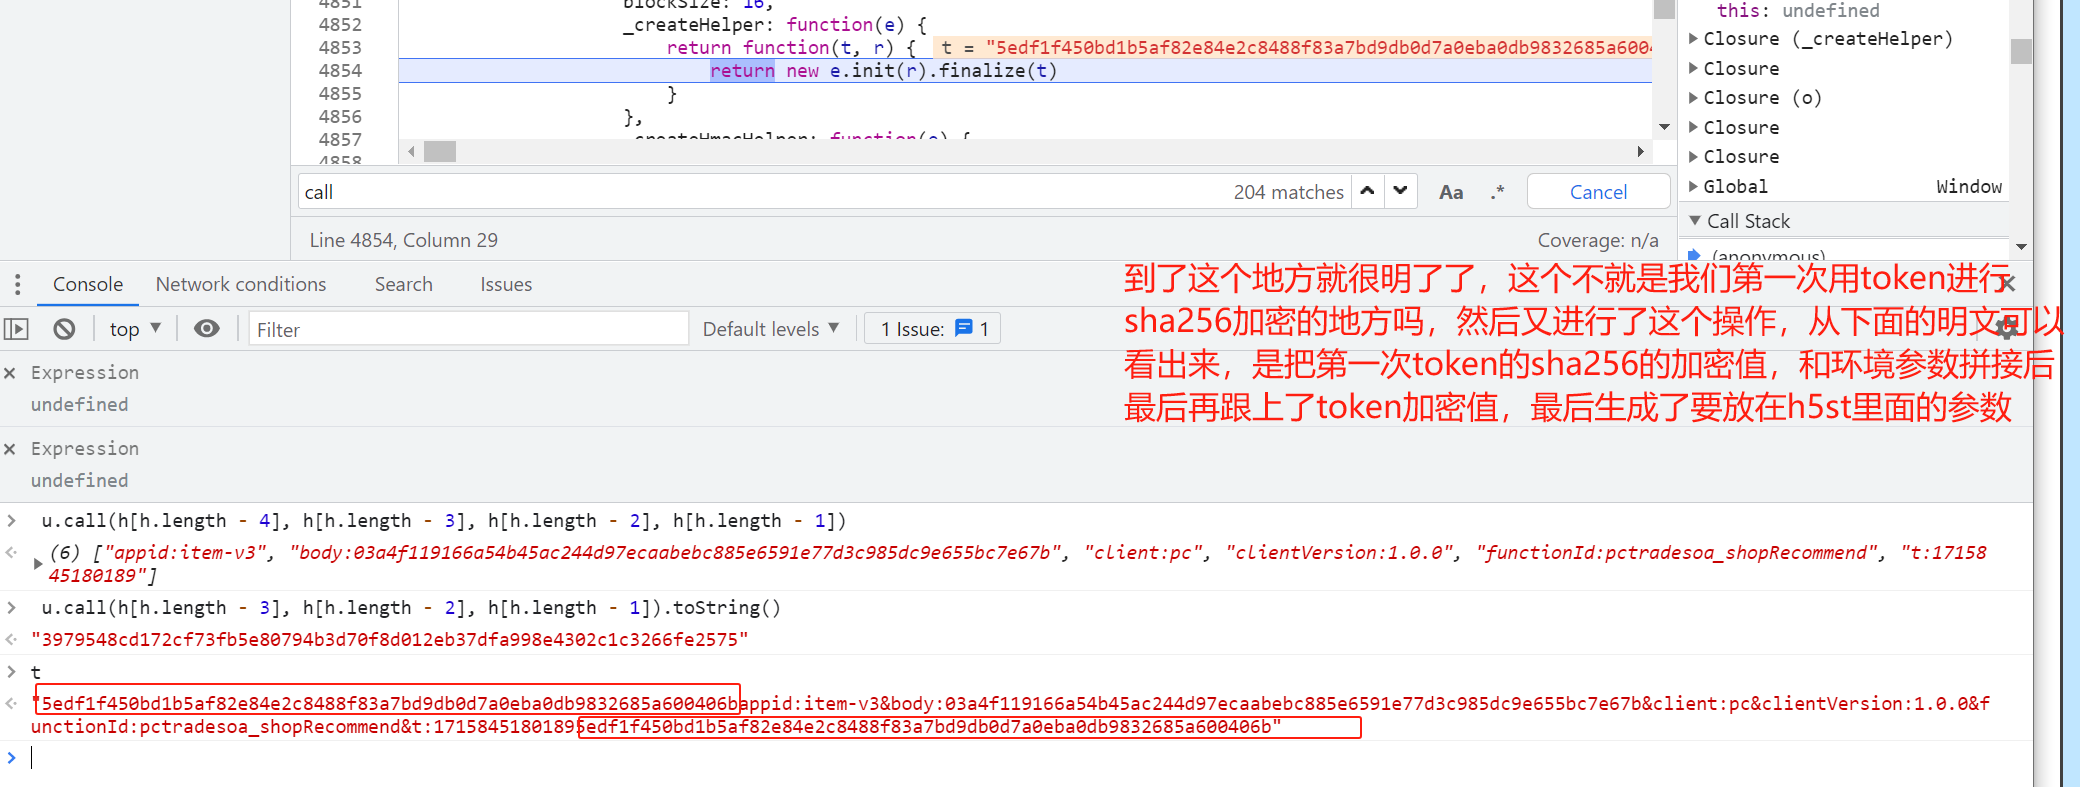 4851 blockSize: 16,
4852 _createHelper: function(e) {
4853 return function(t, r) { t = "5edf1f450bd1b5af82e84e2c8488f83a7bd9db0d7a0eba0db9832685a6004
4854 return new e.init(r).finalize(t)
4855 }
4856 },
4857 _createHmacHelper: function(e) {
4858
this: undefined
Closure (_createHelper)
Closure
Closure (o)
Closure
Closure
Global Window
Call Stack
(anonymous)
call 204 matches Aa .* Cancel
Line 4854, Column 29 Coverage: n/a
Console Network conditions Search Issues
top Filter Default levels 1 Issue: 1
到了这个地方就很明了了，这个不就是我们第一次用token进行
sha256加密的地方吗，然后又进行了这个操作，从下面的明文可以
看出来，是把第一次token的sha256的加密值，和环境参数拼接后
最后再跟上了token加密值，最后生成了要放在h5st里面的参数
Expression
undefined
Expression
undefined
u.call(h[h.length - 4], h[h.length - 3], h[h.length - 2], h[h.length - 1])
(6) ["appid:item-v3", "body:03a4f119166a54b45ac244d97ecaabebc885e6591e77d3c985dc9e655bc7e67b", "client:pc", "clientVersion:1.0.0", "functionId:pctradesoa_shopRecommend", "t:17158
45180189"]
u.call(h[h.length - 3], h[h.length - 2], h[h.length - 1]).toString()
"3979548cd172cf73fb5e80794b3d70f8d012eb37dfa998e4302c1c3266fe2575"
t
"5edf1f450bd1b5af82e84e2c8488f83a7bd9db0d7a0eba0db9832685a600406bappid:item-v3&body:03a4f119166a54b45ac244d97ecaabebc885e6591e77d3c985dc9e655bc7e67b&client:pc&clientVersion:1.0.0&f
unctionId:pctradesoa_shopRecommend&t:17158451801895edf1f450bd1b5af82e84e2c8488f83a7bd9db0d7a0eba0db9832685a600406b"